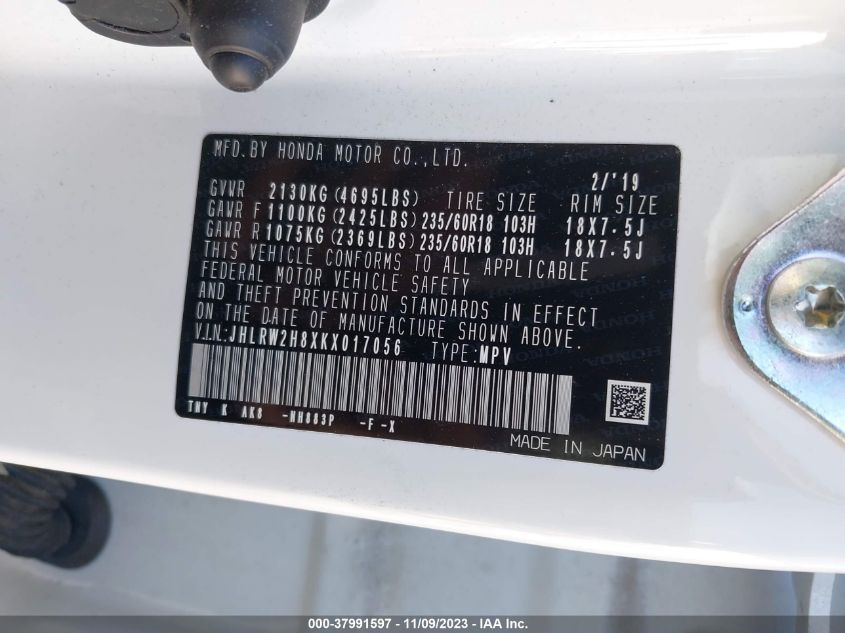 MFD.BY HONDA MOTOR CO.,LTD.
2/'19
GVWR 2130KG(4695LBS) TIRE SIZE RIM SIZE
GAWR F 1100KG(2425LBS) 235/60R18 103H 18X7.5J
GAWR R 1075KG(2369LBS) 235/60R18 103H 18X7.5J
THIS VEHICLE CONFORMS TO ALL APPLICABLE
FEDERAL MOTOR VEHICLE SAFETY
AND THEFT PREVENTION STANDARDS IN EFFECT
ON THE DATE OF MANUFACTURE SHOWN ABOVE.
V.I.N:JHLRW2H8XKX017056 TYPE:MPV
TNY K AK8 -NH883P -F -X
MADE IN JAPAN
000-37991597 - 11/09/2023 - IAA Inc.